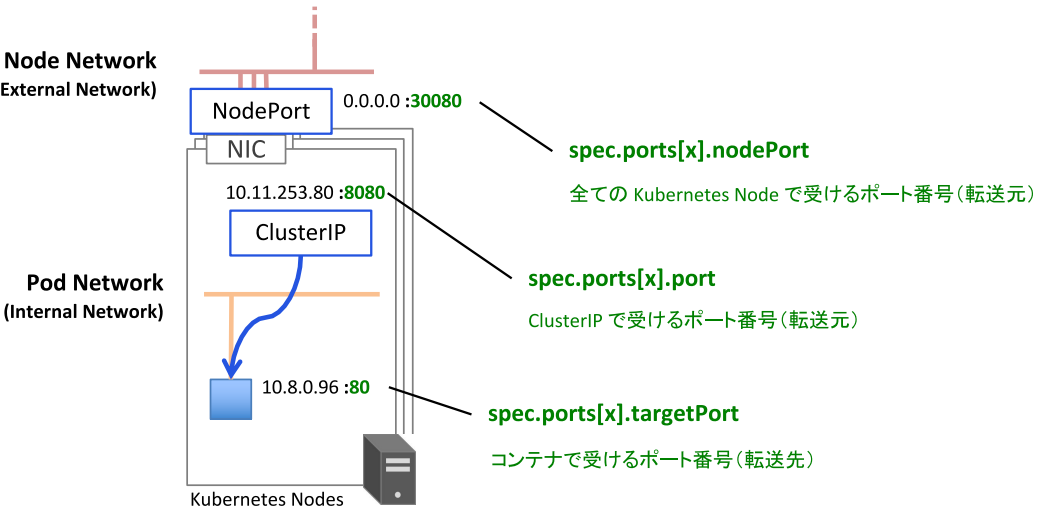 Node Network
External Network)
NodePort
0.0.0.0 :30080
NIC
spec.ports[x].nodePort
全ての Kubernetes Node で受けるポート番号（転送元）
10.11.253.80 :8080
ClusterIP
Pod Network
(Internal Network)
spec.ports[x].port
ClusterIP で受けるポート番号（転送元）
10.8.0.96 :80
spec.ports[x].targetPort
コンテナで受けるポート番号（転送先）
Kubernetes Nodes